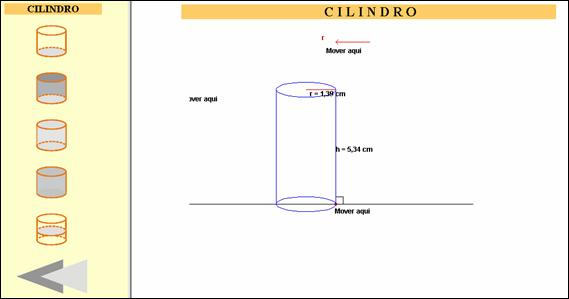 CILINDRO
C I L I N D R O
r
Mover aqui
over aqui
r = 1,39 cm
h = 5,34 cm
Mover aqui